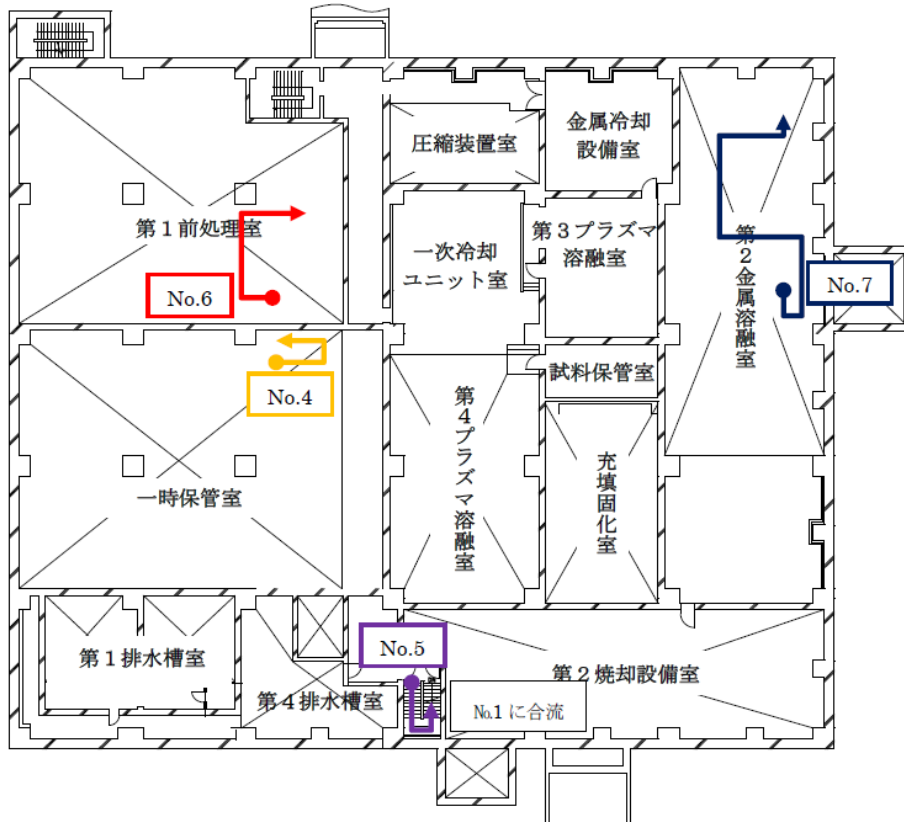 圧縮装置室
金属冷却
設備室
第１前処理室
一次冷却
ユニット室
第３プラズマ
溶融室
第２金属溶融室
No.6
No.7
No.4
試料保管室
第４プラズマ溶融室
充填固化室
一時保管室
第１排水槽室
No.5
第２焼却設備室
第４排水槽室
№1に合流